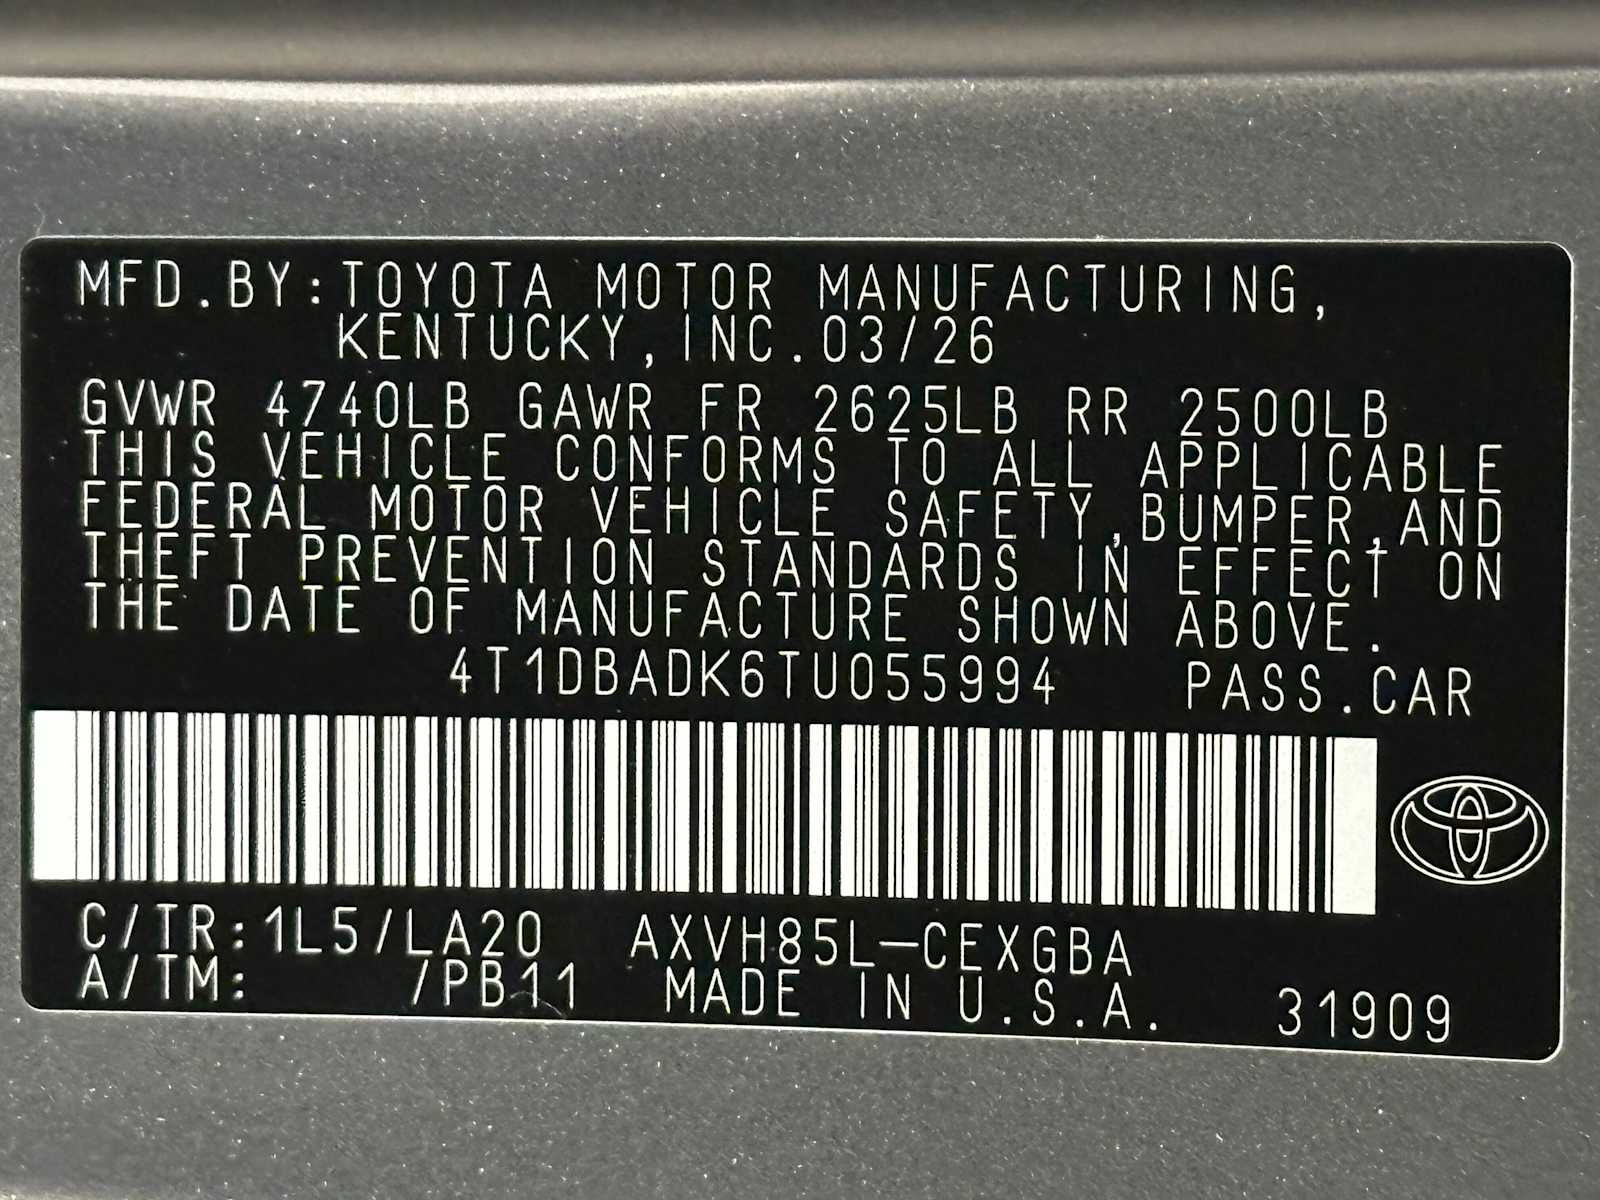 MFD.BY:TOYOTA MOTOR MANUFACTURING,
KENTUCKY,INC.03/26
GVWR 4740LB GAWR FR 2625LB RR 2500LB
THIS VEHICLE CONFORMS TO ALL APPLICABLE
FEDERAL MOTOR VEHICLE SAFETY,BUMPER,AND
THEFT PREVENTION STANDARDS IN EFFECT ON
THE DATE OF MANUFACTURE SHOWN ABOVE.
4T1DBADK6TU055994 PASS.CAR
C/TR:1L5/LA20 AXVH85L-CEXGBA
A/TM: /PB11 MADE IN U.S.A. 31909